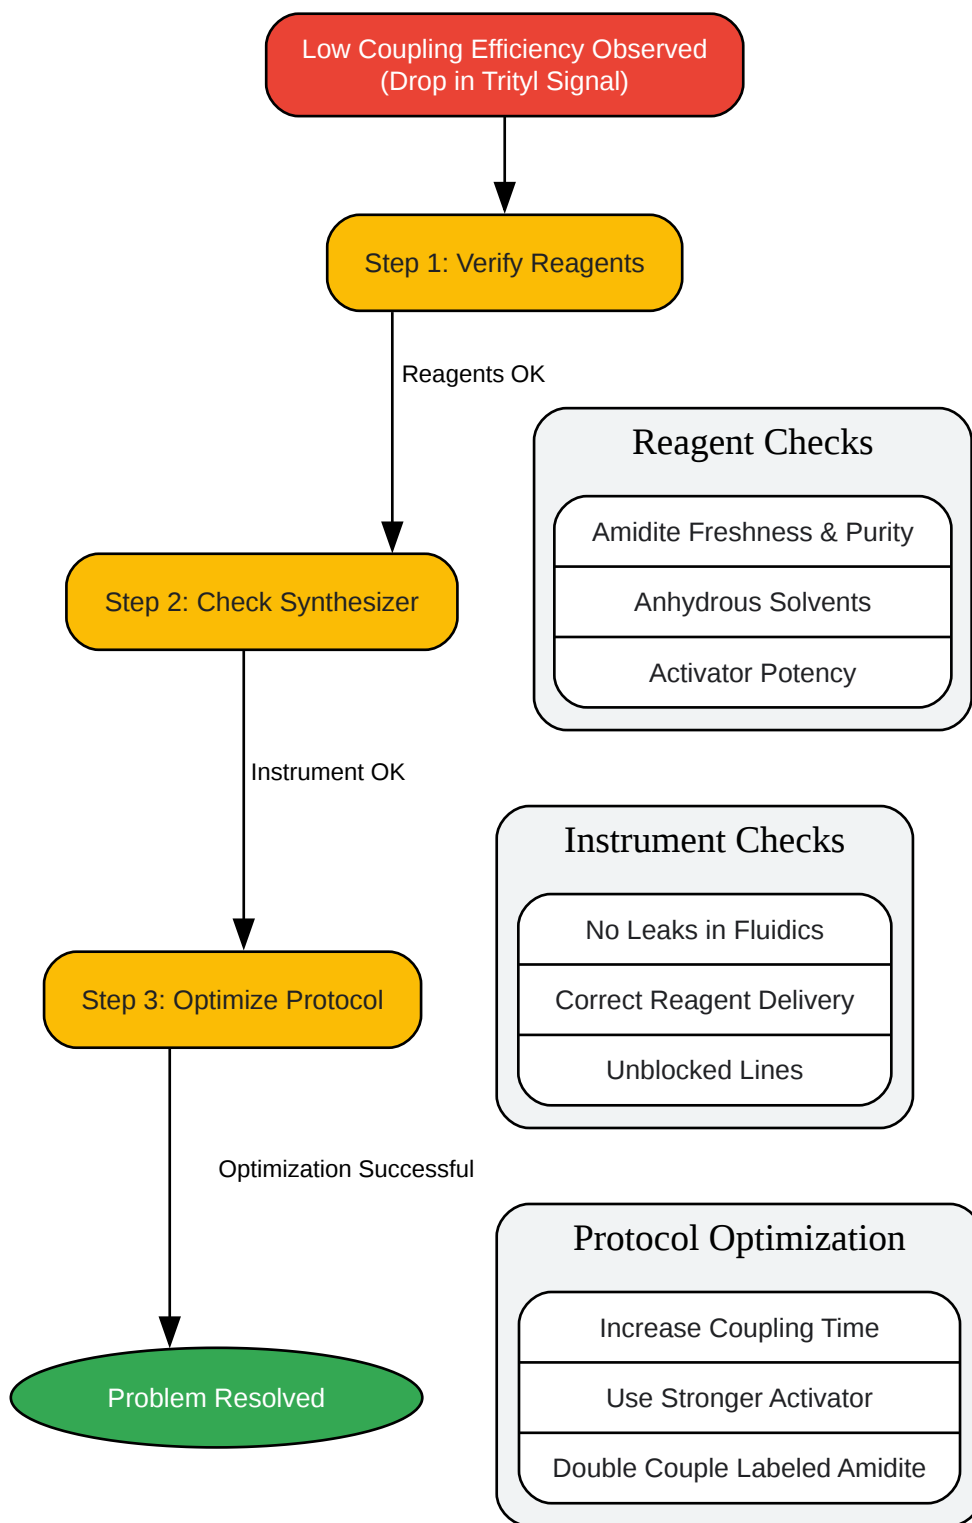 Low Coupling Efficiency Observed
(Drop in Trityl Signal)
Step 1: Verify Reagents
Reagents OK
Reagent Checks
Amidite Freshness & Purity
Anhydrous Solvents
Activator Potency
Step 2: Check Synthesizer
Instrument OK
Instrument Checks
No Leaks in Fluidics
Correct Reagent Delivery
Unblocked Lines
Step 3: Optimize Protocol
Optimization Successful
Protocol Optimization
Increase Coupling Time
Use Stronger Activator
Double Couple Labeled Amidite
Problem Resolved